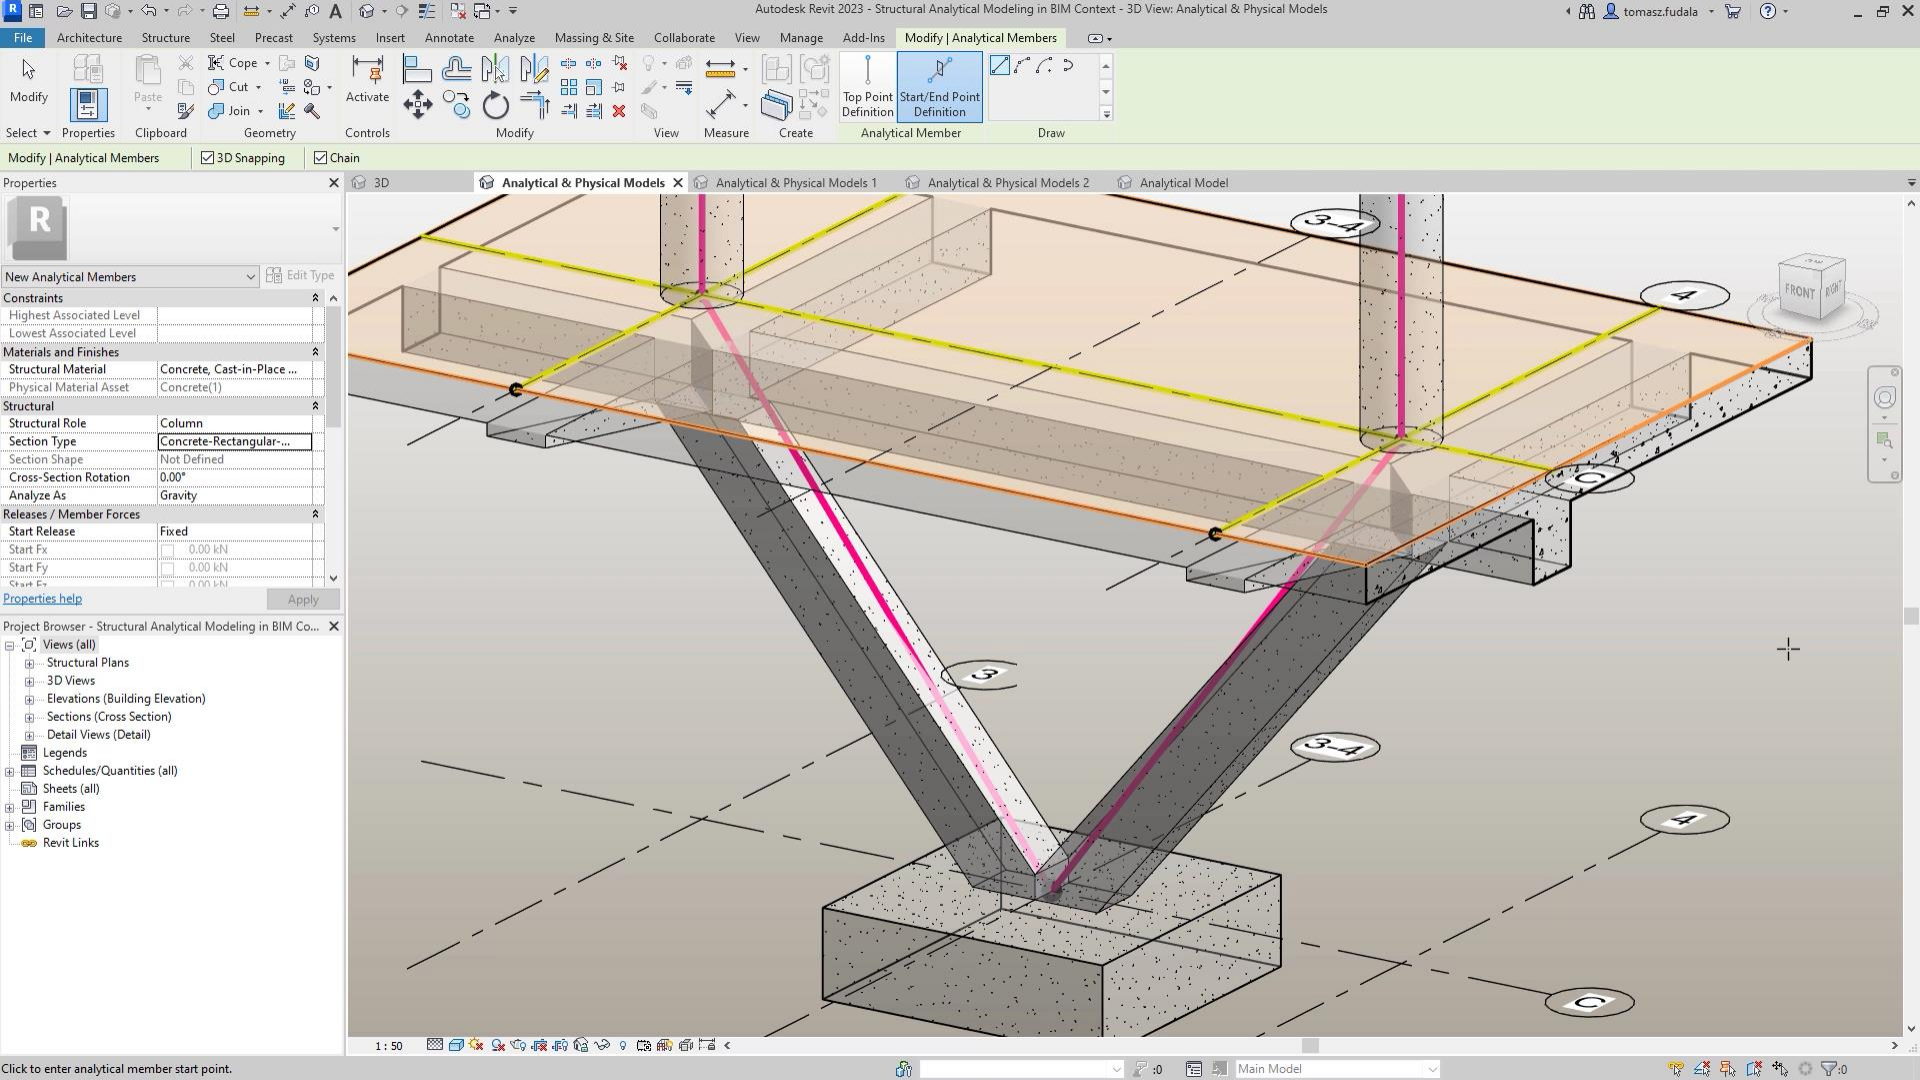 Autodesk Revit 2023 - Structural Analytical Modeling in BIM Context - 3D View: Analytical & Physical Models
tomasz.fudala
File Architecture Structure Steel Precast Systems Insert Annotate Analyze Massing & Site Collaborate View Manage Add-Ins Modify | Analytical Members
Modify
Paste
Cope
Cut
Join
Activate
Top Point Definition
Start/End Point Definition
Select Properties Clipboard Geometry Controls Modify View Measure Create Analytical Member Draw
Modify | Analytical Members 3D Snapping Chain
Properties
3D Analytical & Physical Models Analytical & Physical Models 1 Analytical & Physical Models 2 Analytical Model
R
New Analytical Members Edit Type
Constraints
Highest Associated Level
Lowest Associated Level
Materials and Finishes
Structural Material Concrete, Cast-in-Place ...
Physical Material Asset Concrete(1)
Structural
Structural Role Column
Section Type Concrete-Rectangular-...
Section Shape Not Defined
Cross-Section Rotation 0.00°
Analyze As Gravity
Releases / Member Forces
Start Release Fixed
Start Fx 0.00 kN
Start Fy 0.00 kN
Start Fz 0.00 kN
Properties help Apply
Project Browser - Structural Analytical Modeling in BIM Co...
Views (all)
Structural Plans
3D Views
Elevations (Building Elevation)
Sections (Cross Section)
Detail Views (Detail)
Legends
Schedules/Quantities (all)
Sheets (all)
Families
Groups
Revit Links
3-4
4
FRONT RIGHT
C
3
3-4
4
C
1 : 50
Click to enter analytical member start point.
:0
Main Model
:0